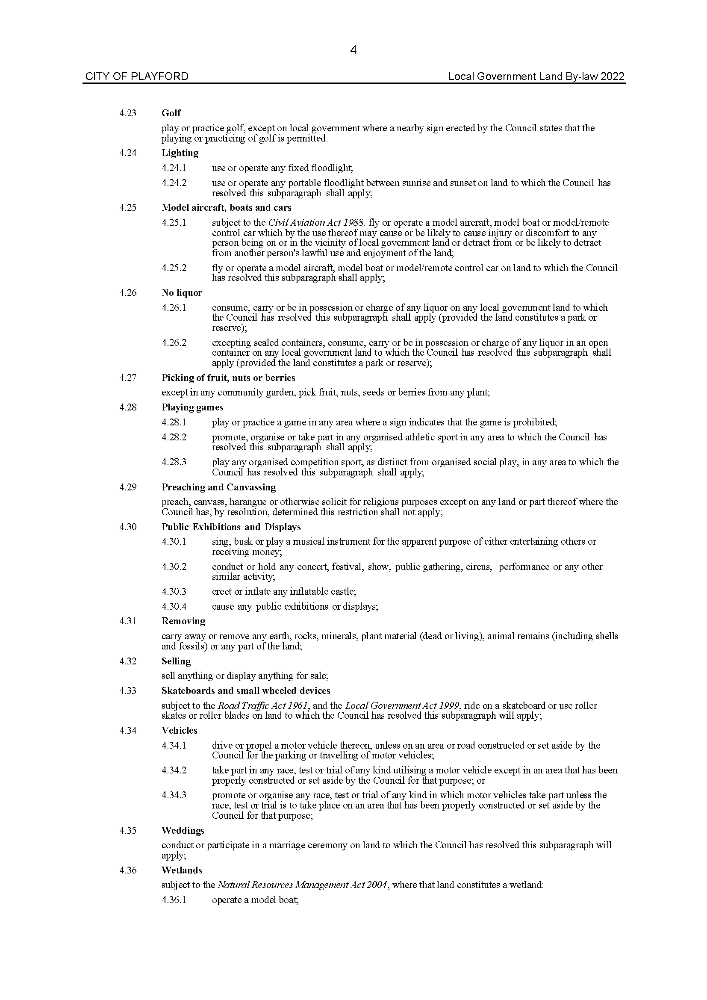 4
CITY OF PLAYFORD Local Government Land By-law 2022
4.23 Golf
play or practice golf, except on local government where a nearby sign erected by the Council states that the
playing or practicing of golf is permitted.
4.24 Lighting
4.24.1 use or operate any fixed floodlight;
4.24.2 use or operate any portable floodlight between sunrise and sunset on land to which the Council has
resolved this subparagraph shall apply;
4.25 Model aircraft, boats and cars
4.25.1 subject to the Civil Aviation Act 1988, fly or operate a model aircraft, model boat or model/remote
control car which by the use thereof may cause or be likely to cause injury or discomfort to any
person being on or in the vicinity of local government land or detract from or be likely to detract
from another person's lawful use and enjoyment of the land;
4.25.2 fly or operate a model aircraft, model boat or model/remote control car on land to which the Council
has resolved this subparagraph shall apply;
4.26 No liquor
4.26.1 consume, carry or be in possession or charge of any liquor on any local government land to which
the Council has resolved this subparagraph shall apply (provided the land constitutes a park or
reserve);
4.26.2 excepting sealed containers, consume, carry or be in possession or charge of any liquor in an open
container on any local government land to which the Council has resolved this subparagraph shall
apply (provided the land constitutes a park or reserve);
4.27 Picking of fruit, nuts or berries
except in any community garden, pick fruit, nuts, seeds or berries from any plant;
4.28 Playing games
4.28.1 play or practice a game in any area where a sign indicates that the game is prohibited;
4.28.2 promote, organise or take part in any organised athletic sport in any area to which the Council has
resolved this subparagraph shall apply;
4.28.3 play any organised competition sport, as distinct from organised social play, in any area to which the
Council has resolved this subparagraph shall apply;
4.29 Preaching and Canvassing
preach, canvass, harangue or otherwise solicit for religious purposes except on any land or part thereof where the
Council has, by resolution, determined this restriction shall not apply;
4.30 Public Exhibitions and Displays
4.30.1 sing, busk or play a musical instrument for the apparent purpose of either entertaining others or
receiving money;
4.30.2 conduct or hold any concert, festival, show, public gathering, circus, performance or any other
similar activity;
4.30.3 erect or inflate any inflatable castle;
4.30.4 cause any public exhibitions or displays;
4.31 Removing
carry away or remove any earth, rocks, minerals, plant material (dead or living), animal remains (including shells
and fossils) or any part of the land;
4.32 Selling
sell anything or display anything for sale;
4.33 Skateboards and small wheeled devices
subject to the Road Traffic Act 1961, and the Local Government Act 1999, ride on a skateboard or use roller
skates or roller blades on land to which the Council has resolved this subparagraph will apply;
4.34 Vehicles
4.34.1 drive or propel a motor vehicle thereon, unless on an area or road constructed or set aside by the
Council for the parking or travelling of motor vehicles;
4.34.2 take part in any race, test or trial of any kind utilising a motor vehicle except in an area that has been
properly constructed or set aside by the Council for that purpose; or
4.34.3 promote or organise any race, test or trial of any kind in which motor vehicles take part unless the
race, test or trial is to take place on an area that has been properly constructed or set aside by the
Council for that purpose;
4.35 Weddings
conduct or participate in a marriage ceremony on land to which the Council has resolved this subparagraph will
apply;
4.36 Wetlands
subject to the Natural Resources Management Act 2004, where that land constitutes a wetland:
4.36.1 operate a model boat;